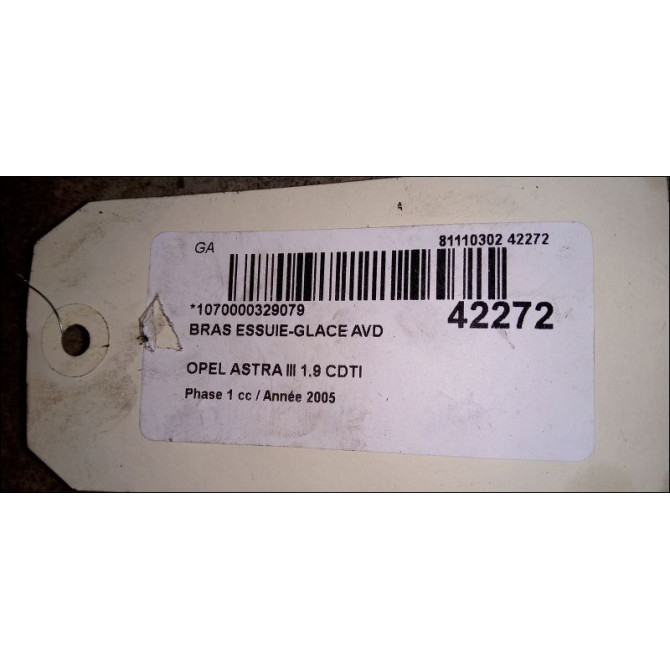 GA 81110302 42272
*1070000329079 42272
BRAS ESSUIE-GLACE AVD
OPEL ASTRA III 1.9 CDTI
Phase 1 cc / Année 2005